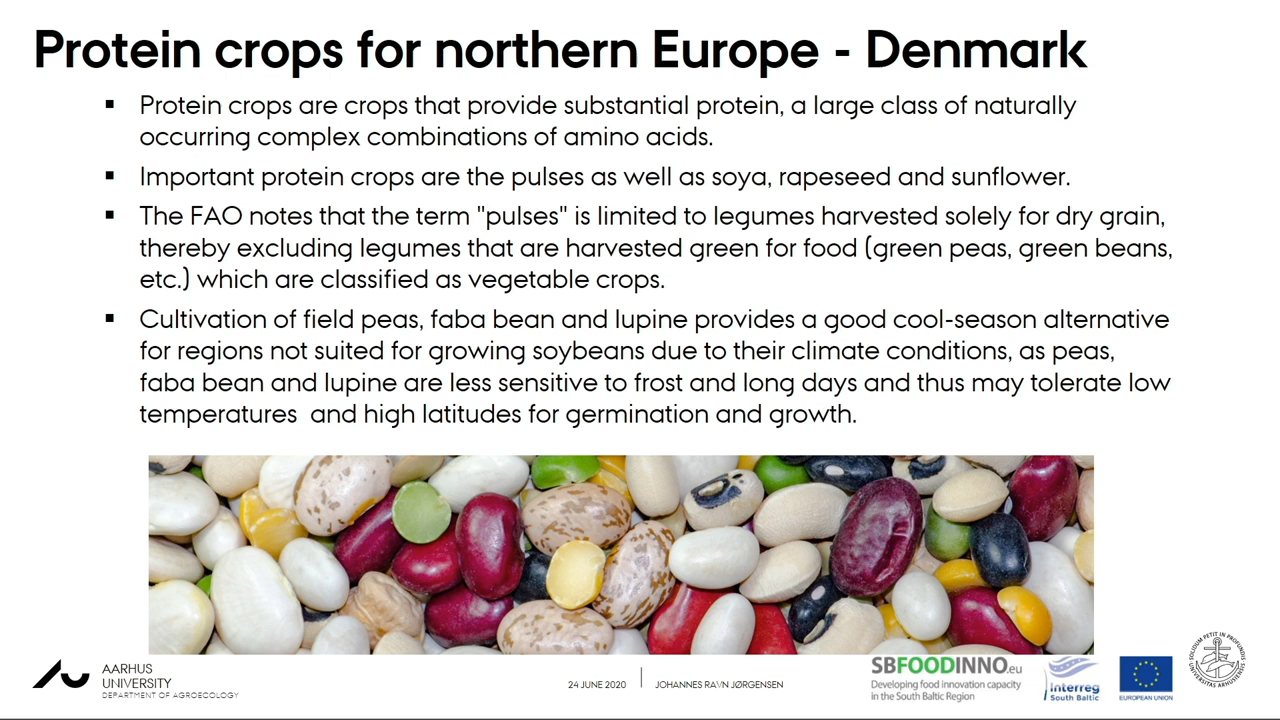 Protein crops for northern Europe - Denmark
▪ Protein crops are crops that provide substantial protein, a large class of naturally
occurring complex combinations of amino acids.
▪ Important protein crops are the pulses as well as soya, rapeseed and sunflower.
▪ The FAO notes that the term "pulses" is limited to legumes harvested solely for dry grain,
thereby excluding legumes that are harvested green for food (green peas, green beans,
etc.) which are classified as vegetable crops.
▪ Cultivation of field peas, faba bean and lupine provides a good cool-season alternative
for regions not suited for growing soybeans due to their climate conditions, as peas,
faba bean and lupine are less sensitive to frost and long days and thus may tolerate low
temperatures  and high latitudes for germination and growth.
AARHUS
UNIVERSITY
DEPARTMENT OF AGROECOLOGY
24 JUNE 2020
JOHANNES RAVN JØRGENSEN
SBFOODINNO.eu
Developing food innovation capacity
in the South Baltic Region
Interreg
South Baltic
EUROPEAN UNION